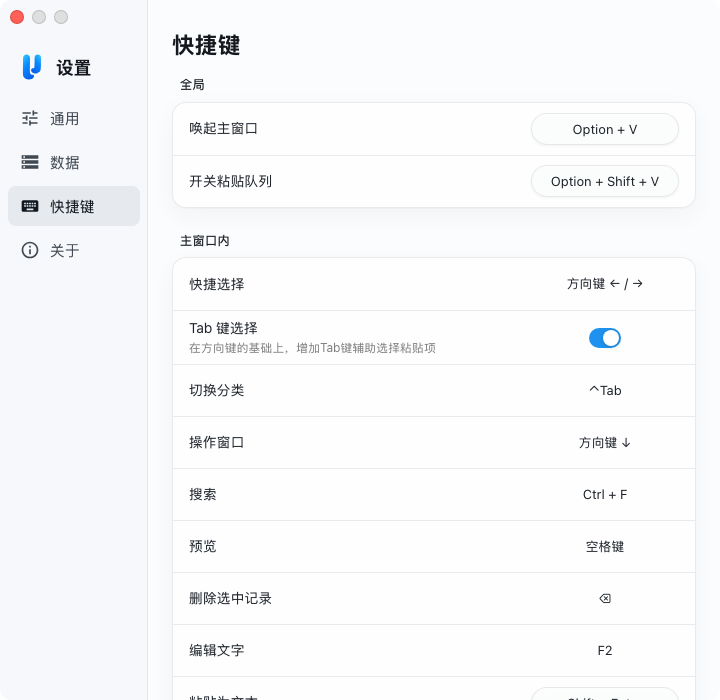 设置
通用
数据
快捷键
关于
快捷键
全局
唤起主窗口
Option + V
开关粘贴队列
Option + Shift + V
主窗口内
快捷选择
方向键 ← / →
Tab 键选择
在方向键的基础上，增加Tab键辅助选择粘贴项
切换分类
^Tab
操作窗口
方向键 ↓
搜索
Ctrl + F
预览
空格键
删除选中记录
⌫
编辑文字
F2